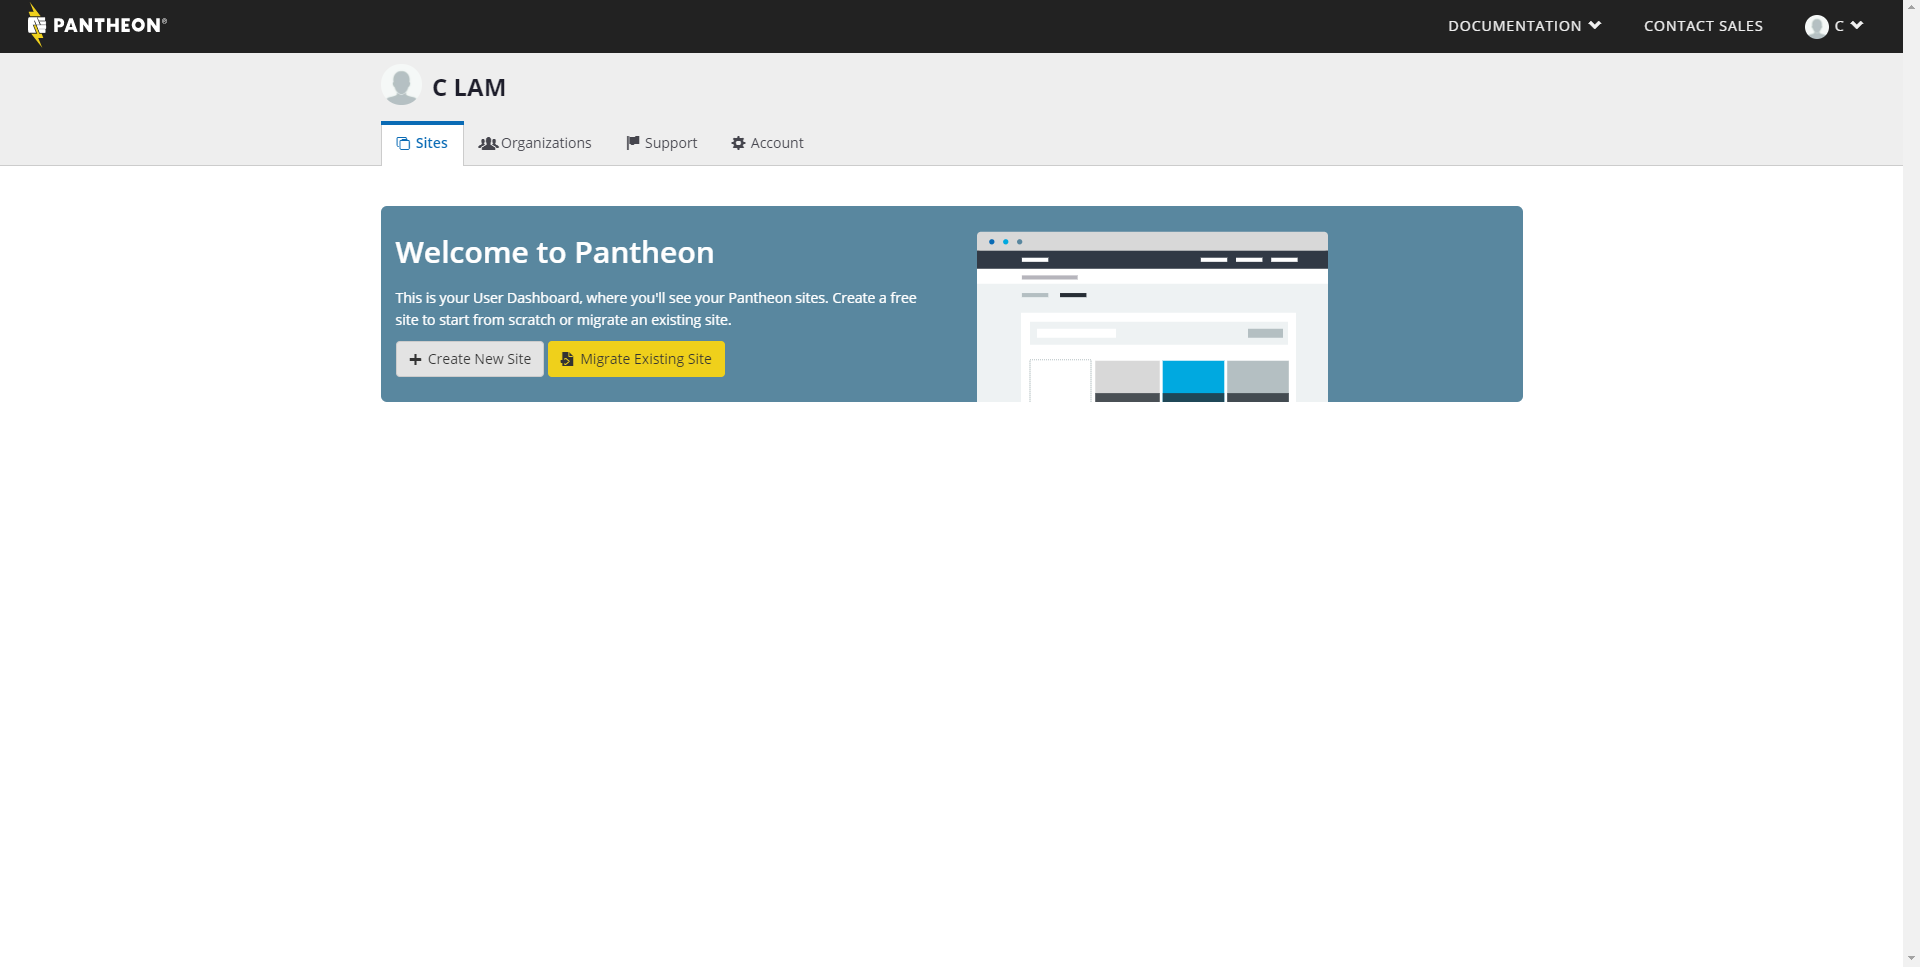 PANTHEON®
DOCUMENTATION
CONTACT SALES
C
C LAM
Sites
Organizations
Support
Account
Welcome to Pantheon
This is your User Dashboard, where you'll see your Pantheon sites. Create a free
site to start from scratch or migrate an existing site.
Create New Site
Migrate Existing Site